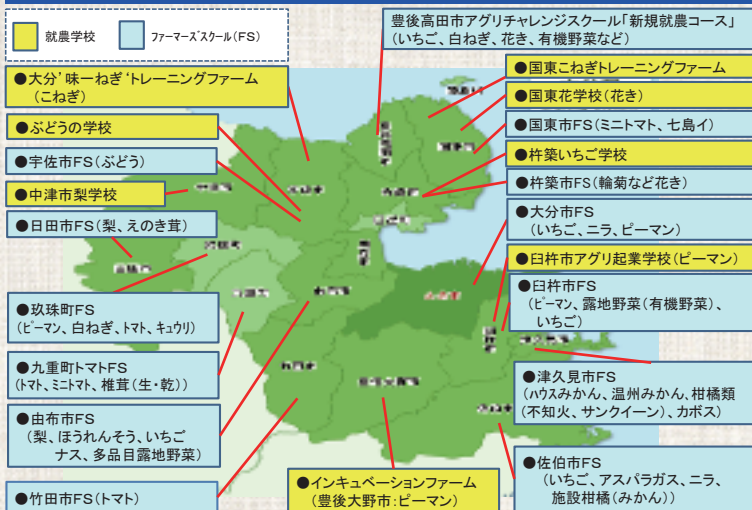 就農学校
ファーマーズスクール(FS)
豊後高田市アグリチャレンジスクール「新規就農コース」
(いちご、白ねぎ、花き、有機野菜など)
●大分’味一ねぎ‘トレーニングファーム
(こねぎ)
●ぶどうの学校
●宇佐市FS(ぶどう)
●中津市梨学校
●日田市FS(梨、えのき茸)
●玖珠町FS
(ピーマン、白ねぎ、トマト、キュウリ)
●九重町トマトFS
(トマト、ミニトマト、椎茸(生・乾))
●由布市FS
(梨、ほうれんそう、いちご
ナス、多品目露地野菜)
●竹田市FS(トマト)
●国東こねぎトレーニングファーム
●国東花学校(花き)
●国東市FS(ミニトマト、七島イ)
●杵築いちご学校
●杵築市FS(輪菊など花き)
●大分市FS
(いちご、ニラ、ピーマン)
●臼杵市アグリ起業学校(ピーマン)
●臼杵市FS
(ピーマン、露地野菜(有機野菜)、
いちご)
●津久見市FS
(ハウスみかん、温州みかん、柑橘類
(不知火、サンクイーン)、カボス)
●佐伯市FS
(いちご、アスパラガス、ニラ、
施設柑橘(みかん))
●インキュベーションファーム
(豊後大野市:ピーマン)